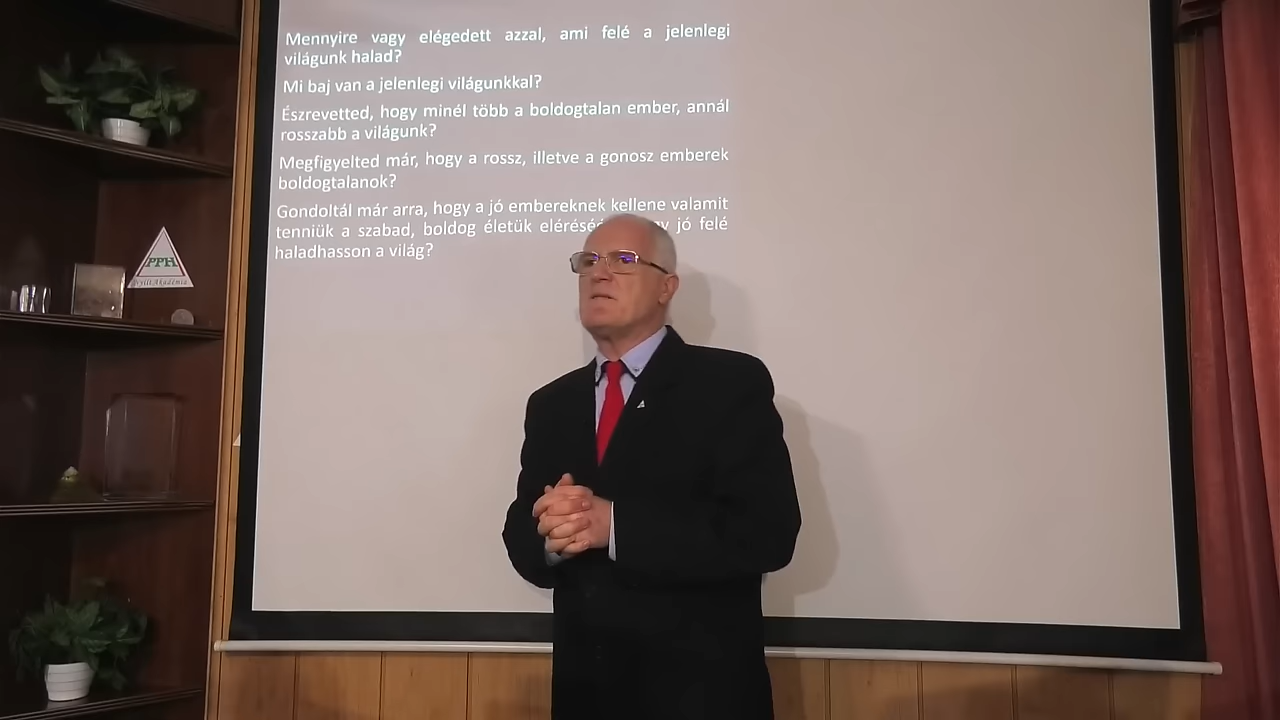 Mennyire vagy elégedett azzal, ami felé a jelenlegi
világunk halad?
Mi baj van a jelenlegi világunkkal?
Észrevetted, hogy minél több a boldogtalan ember, annál
rosszabb a világunk?
Megfigyelted már, hogy a rossz, illetve a gonosz emberek
boldogtalanok?
Gondoltál már arra, hogy a jó embereknek kellene valamit
tenniük a szabad, boldog életük jó felé
haladhasson a világ?
PPH
Nyílt Akadémia